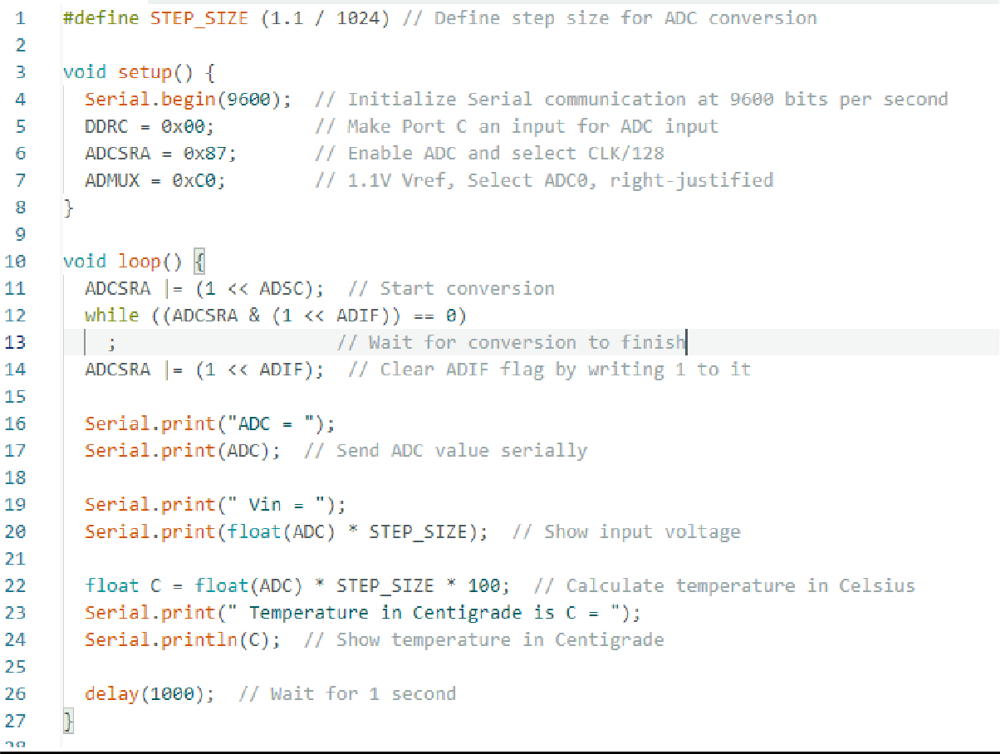 1 #define STEP_SIZE (1.1 / 1024) // Define step size for ADC conversion
2
3 void setup() {
4   Serial.begin(9600);  // Initialize Serial communication at 9600 bits per second
5   DDRC = 0x00;         // Make Port C an input for ADC input
6   ADCSRA = 0x87;       // Enable ADC and select CLK/128
7   ADMUX = 0xC0;        // 1.1V Vref, Select ADC0, right-justified
8 }
9
10 void loop() {
11   ADCSRA |= (1 << ADSC);  // Start conversion
12   while ((ADCSRA & (1 << ADIF)) == 0)
13     ;                    // Wait for conversion to finish
14   ADCSRA |= (1 << ADIF);  // Clear ADIF flag by writing 1 to it
15
16   Serial.print("ADC = ");
17   Serial.print(ADC);  // Send ADC value serially
18
19   Serial.print(" Vin = ");
20   Serial.print(float(ADC) * STEP_SIZE);  // Show input voltage
21
22   float C = float(ADC) * STEP_SIZE * 100;  // Calculate temperature in Celsius
23   Serial.print(" Temperature in Centigrade is C = ");
24   Serial.println(C);  // Show temperature in Centigrade
25
26   delay(1000);  // Wait for 1 second
27 }
28